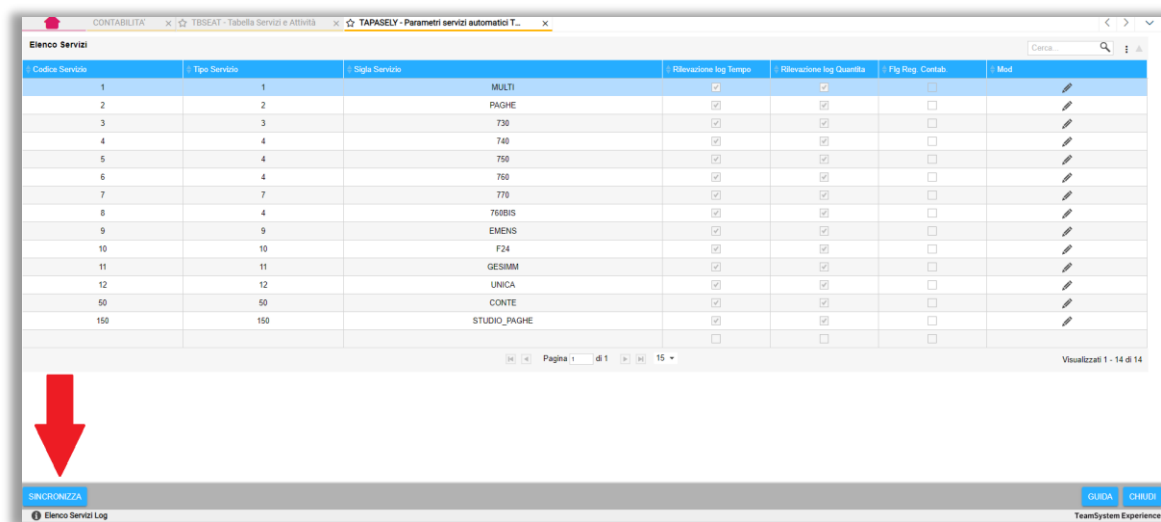 CONTABILITA' TBSEAT - Tabella Servizi e Attività TAPASELY - Parametri servizi automatici T...
Elenco Servizi Cerca...
Codice Servizio Tipo Servizio Sigla Servizio Rilevazione log Tempo Rilevazione log Quantita Flg Reg. Contab. Mod
1 1 MULTI
2 2 PAGHE
3 3 730
4 4 740
5 4 750
6 4 760
7 7 770
8 4 760BIS
9 9 EMENS
10 10 F24
11 11 GESIMM
12 12 UNICA
50 50 CONTE
150 150 STUDIO_PAGHE
Pagina 1 di 1 15 Visualizzati 1 - 14 di 14
SINCRONIZZA GUIDA CHIUDI
Elenco Servizi Log TeamSystem Experience